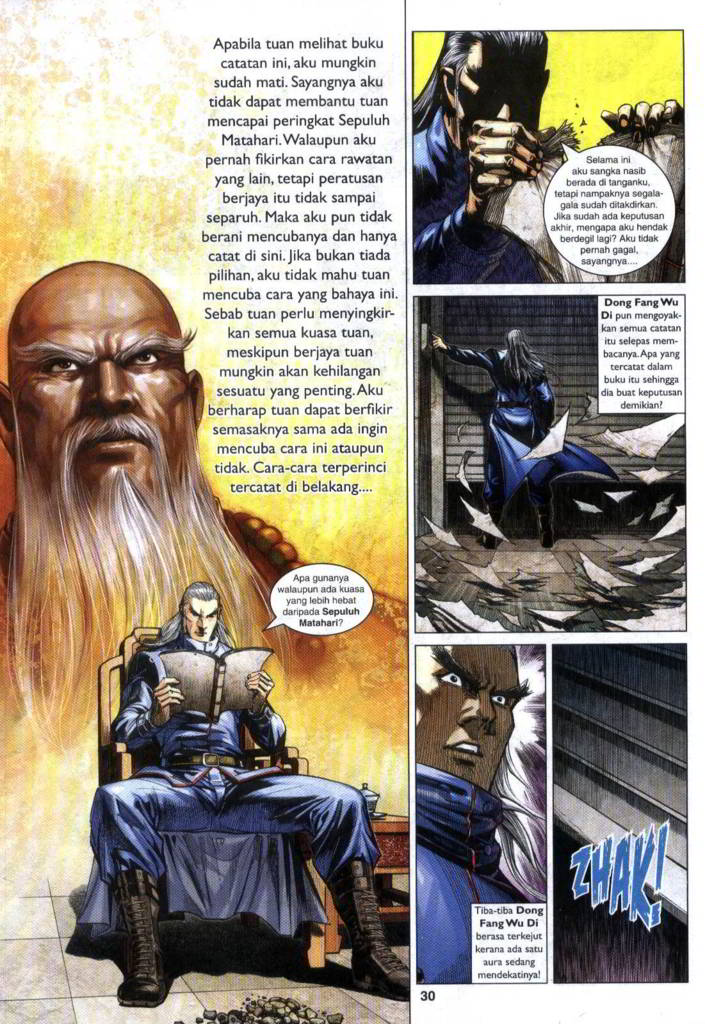 Apabila tuan melihat buku
catatan ini, aku mungkin
sudah mati. Sayangnya aku
tidak dapat membantu tuan
mencapai peringkat Sepuluh
Matahari. Walaupun aku
pernah fikirkan cara rawatan
yang lain, tetapi peratusan
berjaya itu tidak sampai
separuh. Maka aku pun tidak
berani mencubanya dan hanya
catat di sini. Jika bukan tiada
pilihan, aku tidak mahu tuan
mencuba cara yang bahaya ini.
Sebab tuan perlu menyingkir-
kan semua kuasa tuan,
meskipun berjaya tuan
mungkin akan kehilangan
sesuatu yang penting. Aku
berharap tuan dapat berfikir
semasaknya sama ada ingin
mencuba cara ini ataupun
tidak. Cara-cara terperinci
tercatat di belakang....
Apa gunanya
walaupun ada kuasa
yang lebih hebat
daripada Sepuluh
Matahari?
Selama ini
aku sangka nasib
berada di tanganku,
tetapi nampaknya segala-
gala sudah ditakdirkan.
Jika sudah ada keputusan
akhir, mengapa aku hendak
berdegil lagi? Aku tidak
pernah gagal,
sayangnya....
Dong Fang Wu
Di pun mengoyak-
kan semua catatan
itu selepas mem-
bacanya. Apa yang
tercatat dalam
buku itu sehingga
dia buat keputusan
demikian?
Tiba-tiba Dong
Fang Wu Di
berasa terkejut
kerana ada satu
aura sedang
mendekatinya!
ZHAK!
30